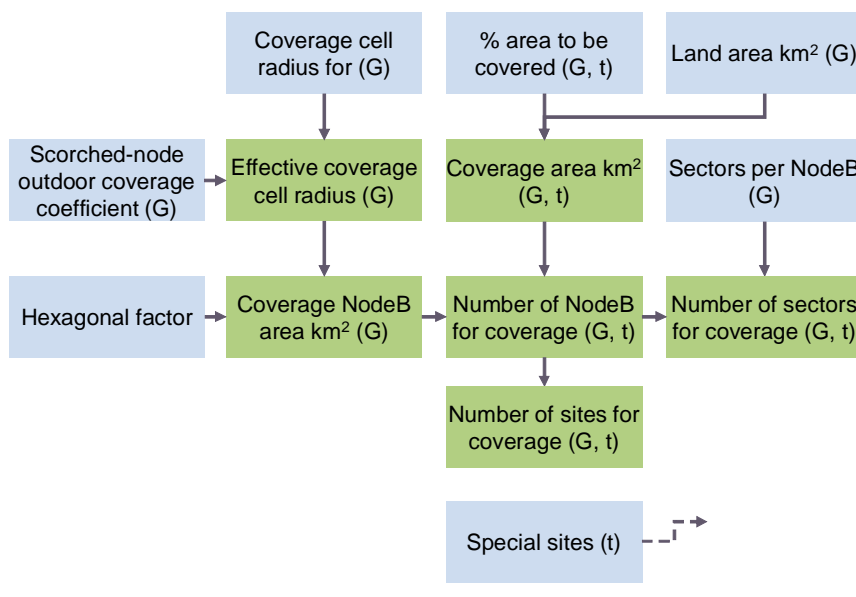 Coverage cell
radius for (G)
% area to be
covered (G, t)
Land area km² (G)
Scorched-node
outdoor coverage
coefficient (G)
Effective coverage
cell radius (G)
Coverage area km²
(G, t)
Sectors per NodeB
(G)
Hexagonal factor
Coverage NodeB
area km² (G)
Number of NodeB
for coverage (G, t)
Number of sectors
for coverage (G, t)
Number of sites for
coverage (G, t)
Special sites (t)